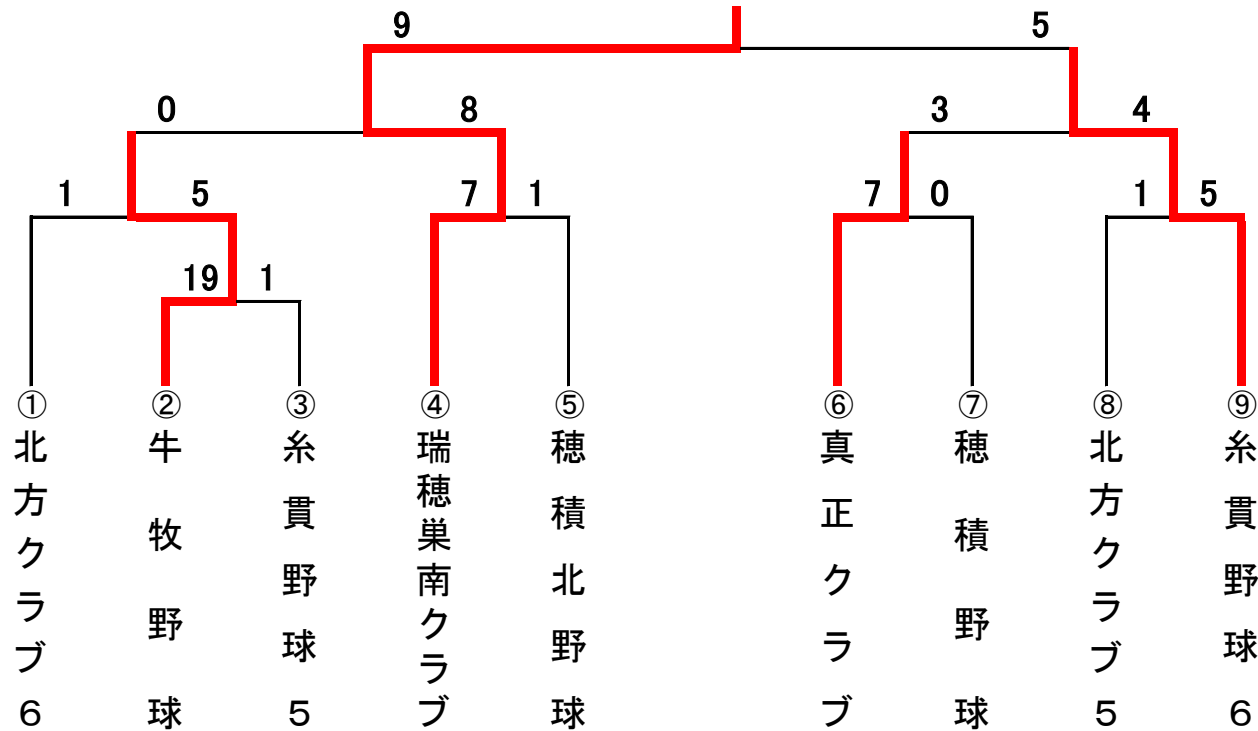 9 5
0 8 3 4
1 5 7 1 7 0 1 5
19 1
① ② ③ ④ ⑤ ⑥ ⑦ ⑧ ⑨
北方クラブ6
牛牧野球
糸貫野球5
瑞穂巣南クラブ
穂積北野球
真正クラブ
穂積野球
北方クラブ5
糸貫野球6